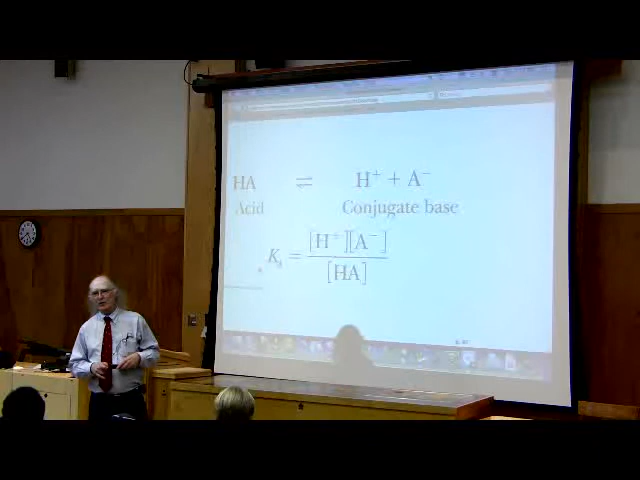 HA ⇌ H⁺ + A⁻
Acid Conjugate base
Kₐ = [H⁺][A⁻] / [HA]